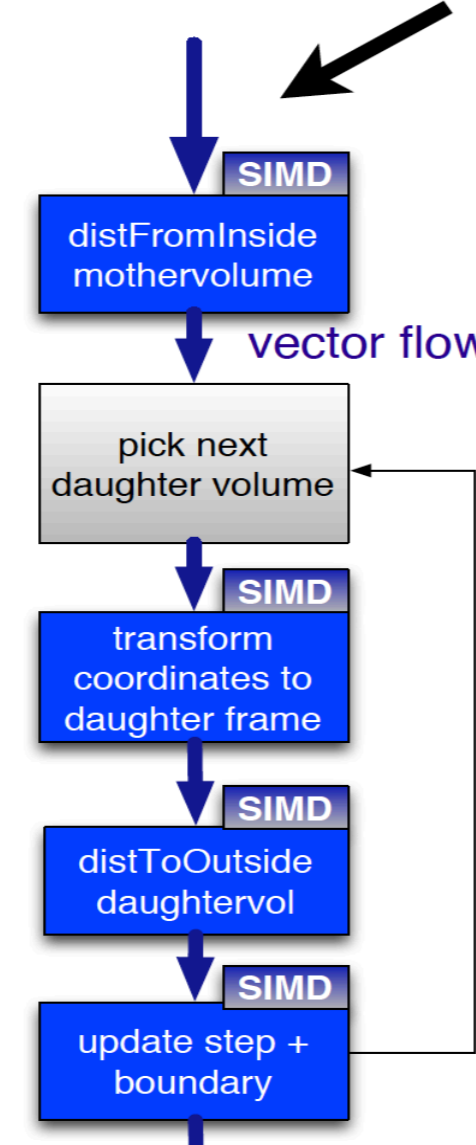 SIMD
distFromInside
mothervolume
vector flow
pick next
daughter volume
SIMD
transform
coordinates to
daughter frame
SIMD
distToOutside
daughtervol
SIMD
update step +
boundary